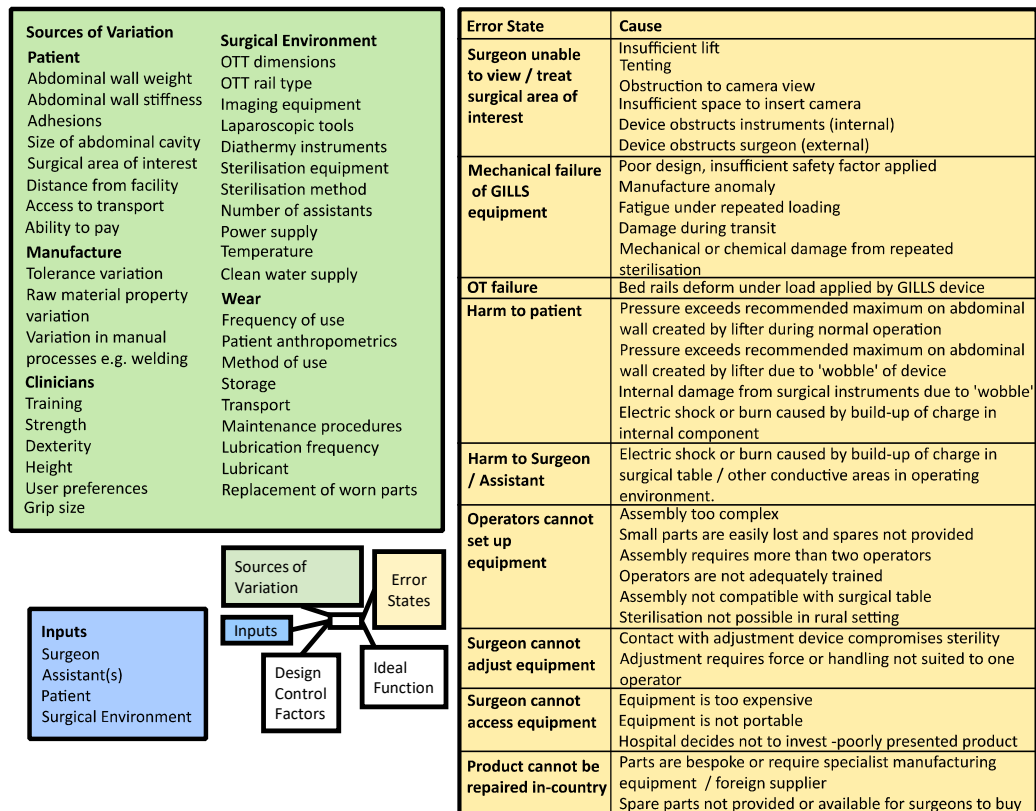 Sources of Variation
Patient
Abdominal wall weight
Abdominal wall stiffness
Adhesions
Size of abdominal cavity
Surgical area of interest
Distance from facility
Access to transport
Ability to pay
Manufacture
Tolerance variation
Raw material property
variation
Variation in manual
processes e.g. welding
Clinicians
Training
Strength
Dexterity
Height
User preferences
Grip size
Surgical Environment
OTT dimensions
OTT rail type
Imaging equipment
Laparoscopic tools
Diathermy instruments
Sterilisation equipment
Sterilisation method
Number of assistants
Power supply
Temperature
Clean water supply
Wear
Frequency of use
Patient anthropometrics
Method of use
Storage
Transport
Maintenance procedures
Lubrication frequency
Lubricant
Replacement of worn parts
Inputs
Surgeon
Assistant(s)
Patient
Surgical Environment
Sources of
Variation
Error
States
Inputs
Design
Control
Factors
Ideal
Function
Error State
Cause
Surgeon unable
to view / treat
surgical area of
interest
Insufficient lift
Tenting
Obstruction to camera view
Insufficient space to insert camera
Device obstructs instruments (internal)
Device obstructs surgeon (external)
Mechanical failure
of GILLS
equipment
Poor design, insufficient safety factor applied
Manufacture anomaly
Fatigue under repeated loading
Damage during transit
Mechanical or chemical damage from repeated
sterilisation
OT failure
Bed rails deform under load applied by GILLS device
Harm to patient
Pressure exceeds recommended maximum on abdominal
wall created by lifter during normal operation
Pressure exceeds recommended maximum on abdominal
wall created by lifter due to 'wobble' of device
Internal damage from surgical instruments due to 'wobble'
Electric shock or burn caused by build-up of charge in
internal component
Harm to Surgeon
/ Assistant
Electric shock or burn caused by build-up of charge in
surgical table / other conductive areas in operating
environment.
Operators cannot
set up
equipment
Assembly too complex
Small parts are easily lost and spares not provided
Assembly requires more than two operators
Operators are not adequately trained
Assembly not compatible with surgical table
Sterilisation not possible in rural setting
Surgeon cannot
adjust equipment
Contact with adjustment device compromises sterility
Adjustment requires force or handling not suited to one
operator
Surgeon cannot
access equipment
Equipment is too expensive
Equipment is not portable
Hospital decides not to invest -poorly presented product
Product cannot be
repaired in-country
Parts are bespoke or require specialist manufacturing
equipment / foreign supplier
Spare parts not provided or available for surgeons to buy